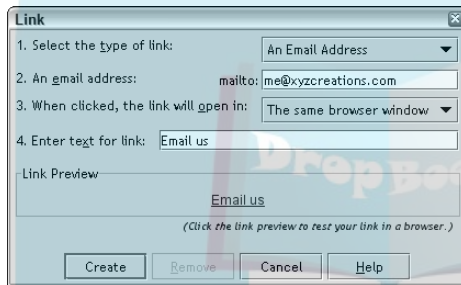 Link
1. Select the type of link: An Email Address
2. An email address: mailto: me@xyzcreations.com
3. When clicked, the link will open in: The same browser window
4. Enter text for link: Email us
Link Preview
Email us
(Click the link preview to test your link in a browser.)
Create Remove Cancel Help
DropBoo